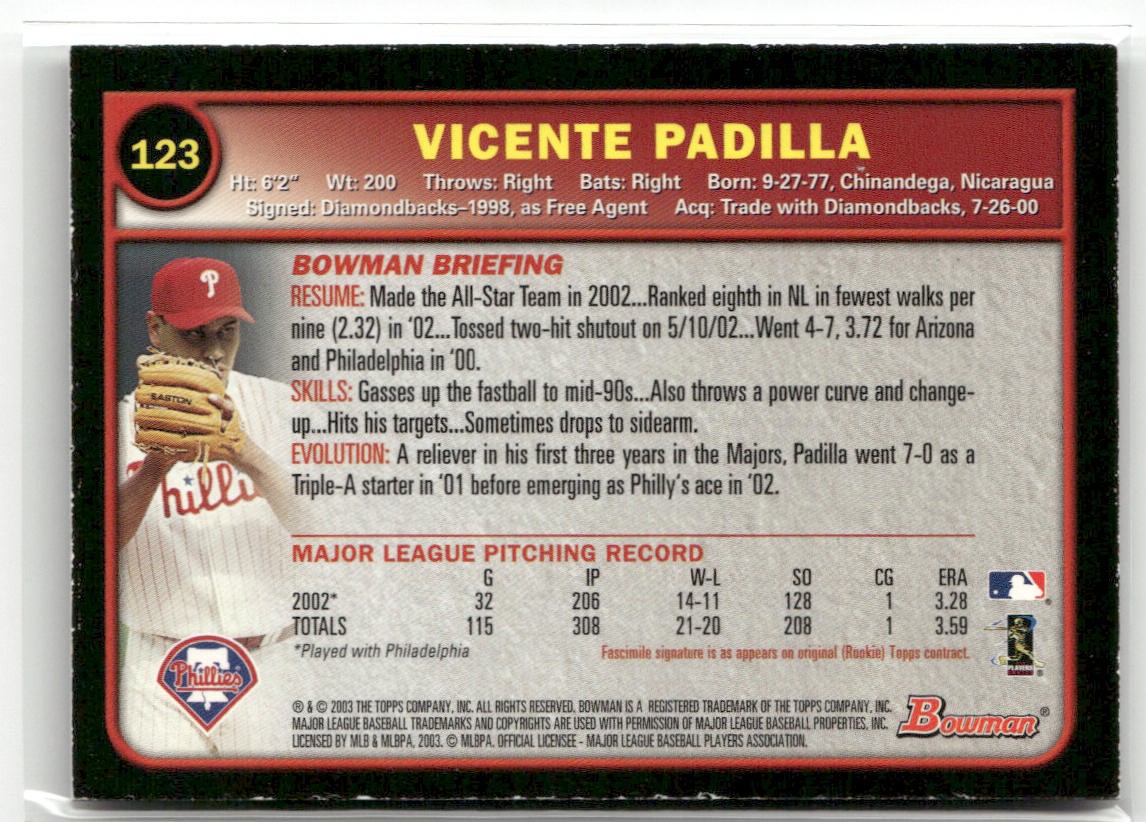 123
VICENTE PADILLA
Ht: 6'2" Wt: 200 Throws: Right Bats: Right Born: 9-27-77, Chinandega, Nicaragua
Signed: Diamondbacks–1998, as Free Agent Acq: Trade with Diamondbacks, 7-26-00
P
EASTON
Phillies
BOWMAN BRIEFING
RESUME: Made the All-Star Team in 2002...Ranked eighth in NL in fewest walks per
nine (2.32) in '02...Tossed two-hit shutout on 5/10/02...Went 4-7, 3.72 for Arizona
and Philadelphia in '00.
SKILLS: Gasses up the fastball to mid-90s...Also throws a power curve and change-
up...Hits his targets...Sometimes drops to sidearm.
EVOLUTION: A reliever in his first three years in the Majors, Padilla went 7-0 as a
Triple-A starter in '01 before emerging as Philly's ace in '02.
MAJOR LEAGUE PITCHING RECORD
G IP W-L SO CG ERA
2002* 32 206 14-11 128 1 3.28
TOTALS 115 308 21-20 208 1 3.59
*Played with Philadelphia
Fascimile signature is as appears on original (Rookie) Topps contract.
Phillies
PLAYERS
® & © 2003 THE TOPPS COMPANY, INC. ALL RIGHTS RESERVED. BOWMAN IS A REGISTERED TRADEMARK OF THE TOPPS COMPANY, INC.
MAJOR LEAGUE BASEBALL TRADEMARKS AND COPYRIGHTS ARE USED WITH PERMISSION OF MAJOR LEAGUE BASEBALL PROPERTIES, INC.
LICENSED BY MLB & MLBPA, 2003. © MLBPA. OFFICIAL LICENSEE - MAJOR LEAGUE BASEBALL PLAYERS ASSOCIATION.
Bowman®